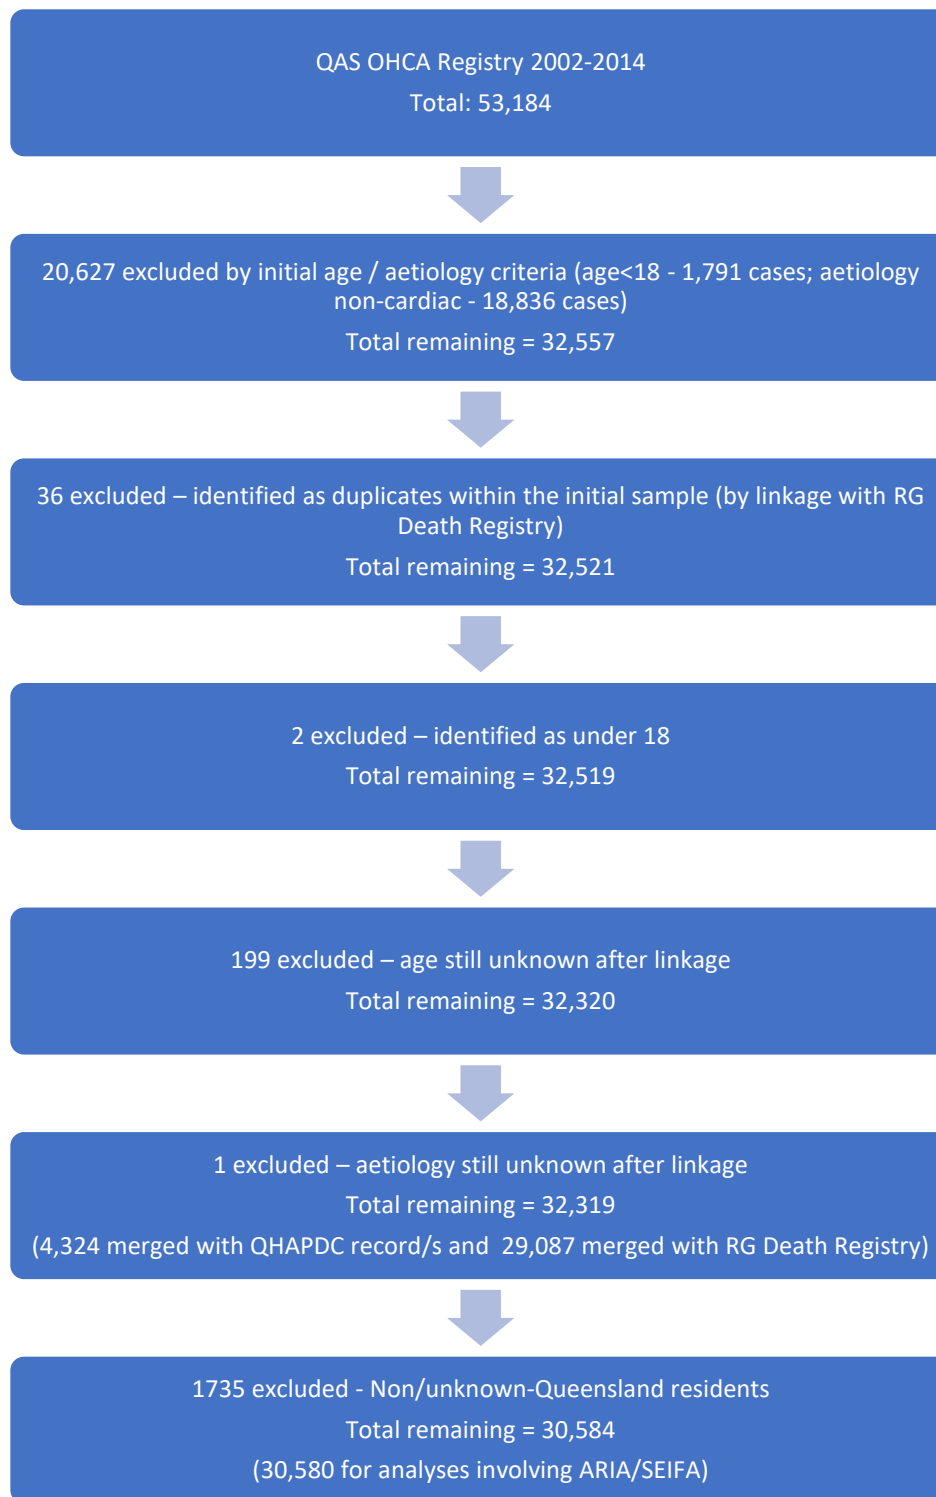 QAS OHCA Registry 2002-2014
Total: 53,184
20,627 excluded by initial age / aetiology criteria (age<18 - 1,791 cases; aetiology
non-cardiac - 18,836 cases)
Total remaining = 32,557
36 excluded – identified as duplicates within the initial sample (by linkage with RG
Death Registry)
Total remaining = 32,521
2 excluded – identified as under 18
Total remaining = 32,519
199 excluded – age still unknown after linkage
Total remaining = 32,320
1 excluded – aetiology still unknown after linkage
Total remaining = 32,319
(4,324 merged with QHAPDC record/s and  29,087 merged with RG Death Registry)
1735 excluded - Non/unknown-Queensland residents
Total remaining = 30,584
(30,580 for analyses involving ARIA/SEIFA)